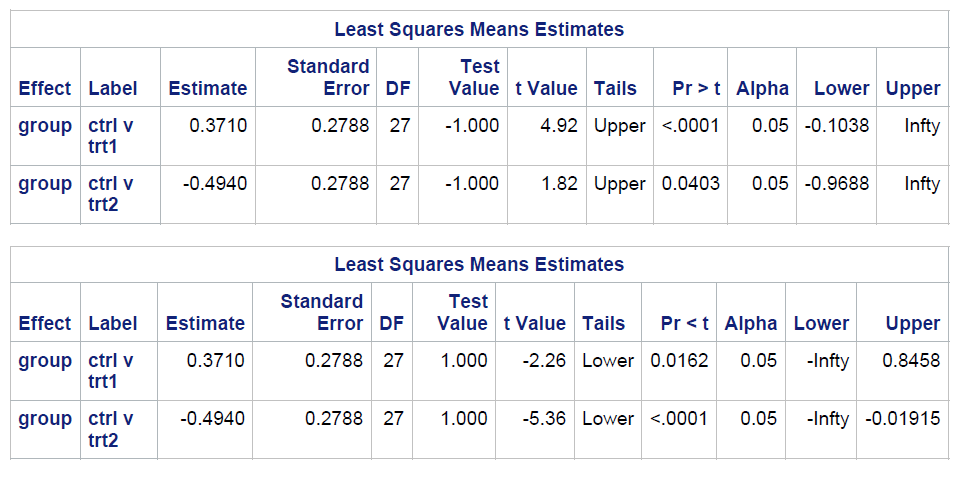 Least Squares Means Estimates
Effect Label Estimate Standard Error DF Test Value t Value Tails Pr > t Alpha Lower Upper
group ctrl v trt1 0.3710 0.2788 27 -1.000 4.92 Upper <.0001 0.05 -0.1038 Infty
group ctrl v trt2 -0.4940 0.2788 27 -1.000 1.82 Upper 0.0403 0.05 -0.9688 Infty
Least Squares Means Estimates
Effect Label Estimate Standard Error DF Test Value t Value Tails Pr < t Alpha Lower Upper
group ctrl v trt1 0.3710 0.2788 27 1.000 -2.26 Lower 0.0162 0.05 -Infty 0.8458
group ctrl v trt2 -0.4940 0.2788 27 1.000 -5.36 Lower <.0001 0.05 -Infty -0.01915